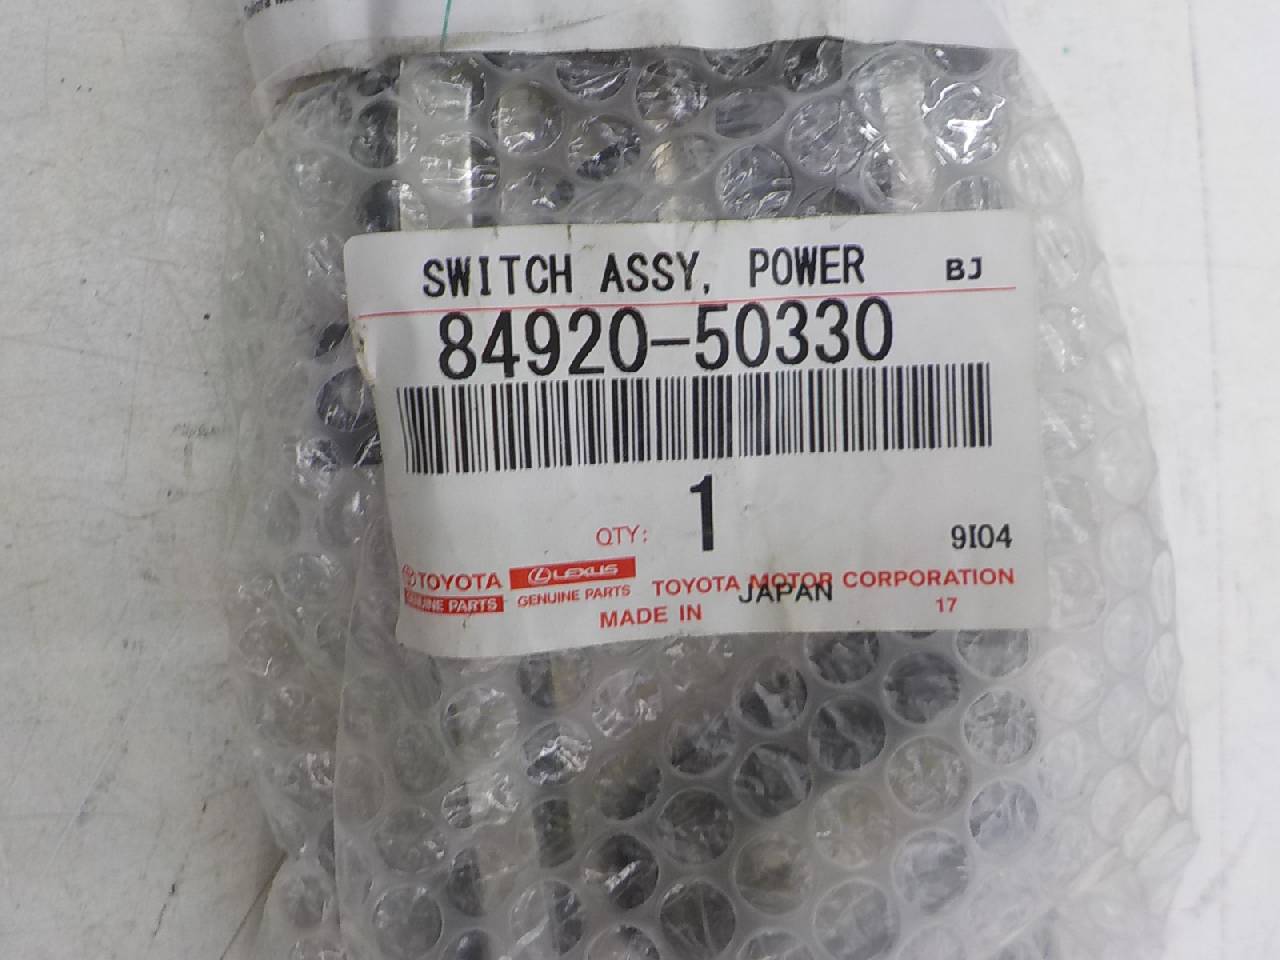 SWITCH ASSY, POWER BJ
84920-50330
QTY: 1 9I04
TOYOTA LEXUS TOYOTA MOTOR CORPORATION
GENUINE PARTS GENUINE PARTS MADE IN JAPAN 17